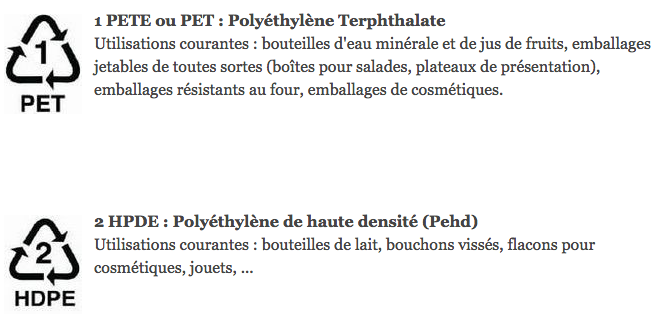 1
PET
1 PETE ou PET : Polyéthylène Terphthalate
Utilisations courantes : bouteilles d'eau minérale et de jus de fruits, emballages
jetables de toutes sortes (boîtes pour salades, plateaux de présentation),
emballages résistants au four, emballages de cosmétiques.
2
HDPE
2 HPDE : Polyéthylène de haute densité (Pehd)
Utilisations courantes : bouteilles de lait, bouchons vissés, flacons pour
cosmétiques, jouets, ...